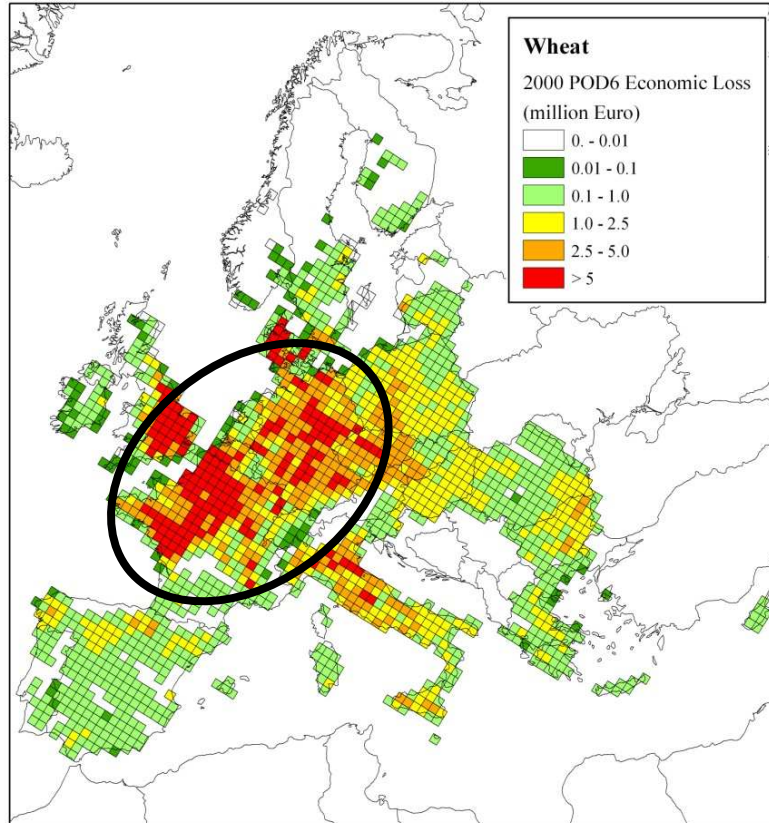 Wheat
2000 POD6 Economic Loss
(million Euro)
0. - 0.01
0.01 - 0.1
0.1 - 1.0
1.0 - 2.5
2.5 - 5.0
> 5